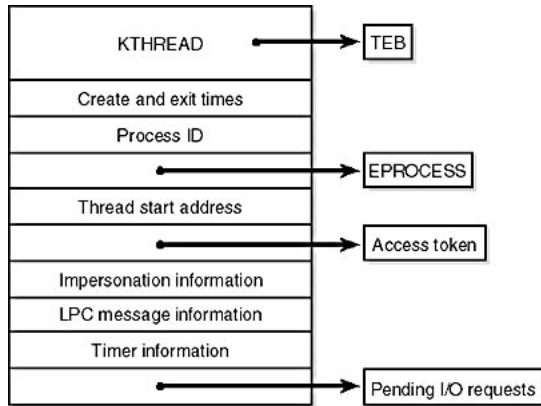 KTHREAD
TEB
Create and exit times
Process ID
EPROCESS
Thread start address
Access token
Impersonation information
LPC message information
Timer information
Pending I/O requests